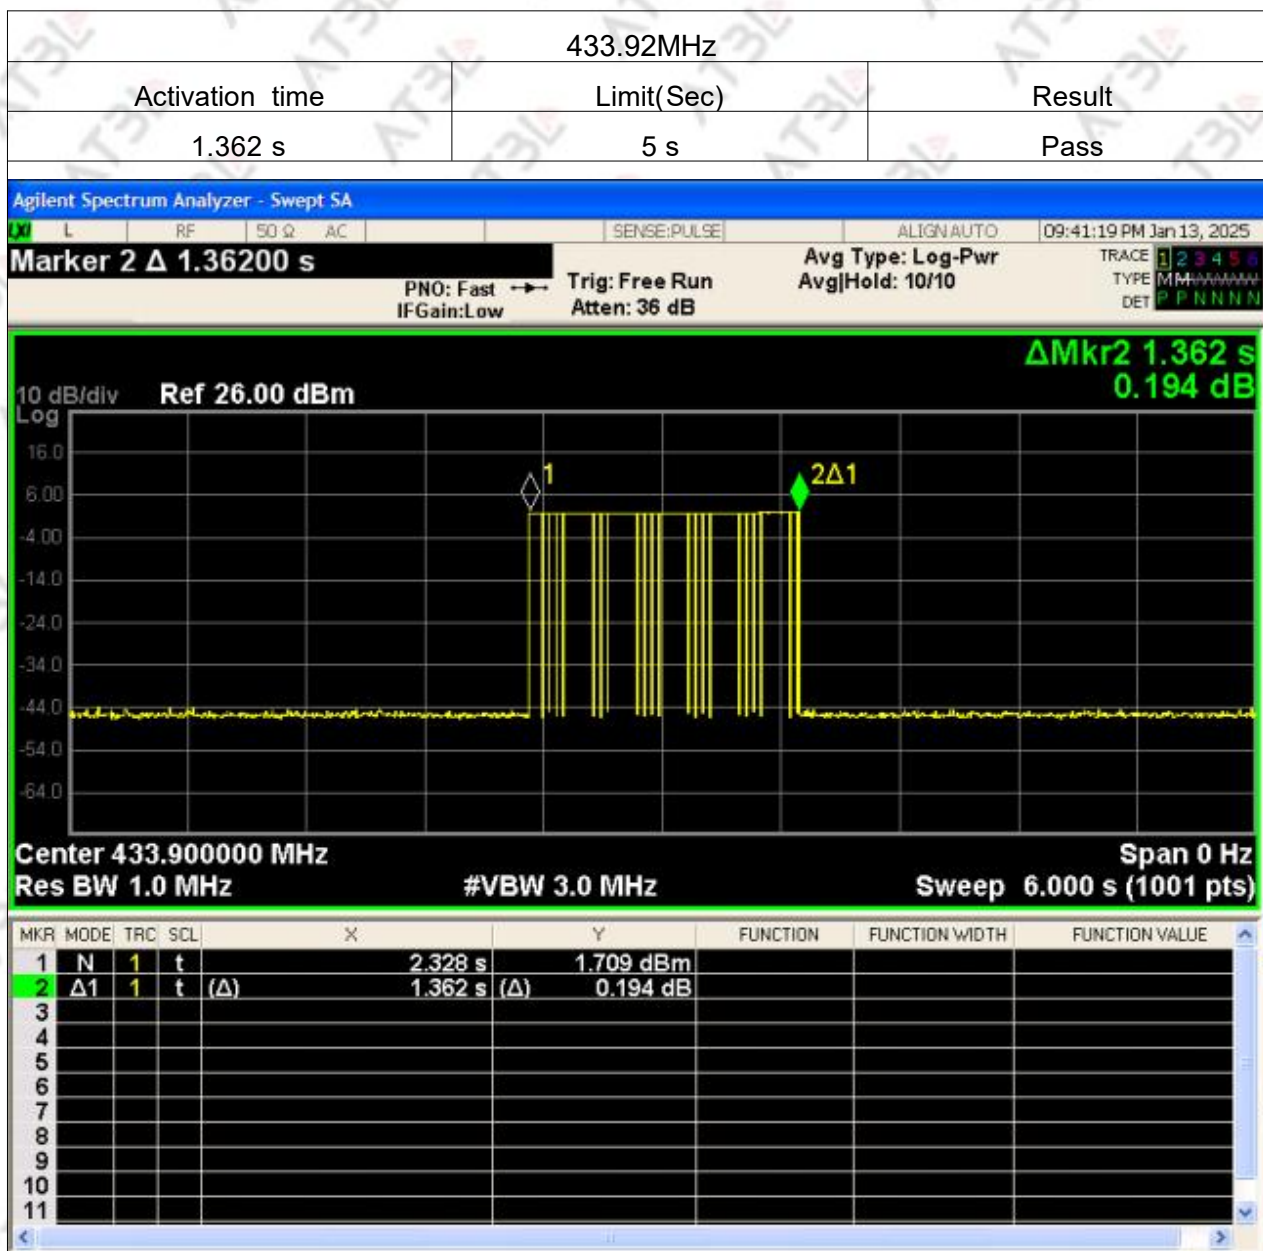 433.92MHz
Activation time Limit(Sec) Result
1.362 s 5 s Pass
Agilent Spectrum Analyzer - Swept SA
LXI L RF 50 Ω AC SENSE:PULSE ALIGN AUTO 09:41:19 PM Jan 13, 2025
Marker 2 Δ 1.36200 s
PNO: Fast
IFGain:Low
Trig: Free Run
Atten: 36 dB
Avg Type: Log-Pwr
Avg|Hold: 10/10
TRACE 1 2 3 4 5 6
TYPE MMWWWWW
DET P P N N N N
ΔMkr2 1.362 s
0.194 dB
10 dB/div Ref 26.00 dBm
Log
16.0
6.00
-4.00
-14.0
-24.0
-34.0
-44.0
-54.0
-64.0
1
2Δ1
Center 433.900000 MHz Span 0 Hz
Res BW 1.0 MHz #VBW 3.0 MHz Sweep 6.000 s (1001 pts)
MKR MODE TRC SCL X Y FUNCTION FUNCTION WIDTH FUNCTION VALUE
1 N 1 t 2.328 s 1.709 dBm
2 Δ1 1 t (Δ) 1.362 s (Δ) 0.194 dB
3
4
5
6
7
8
9
10
11